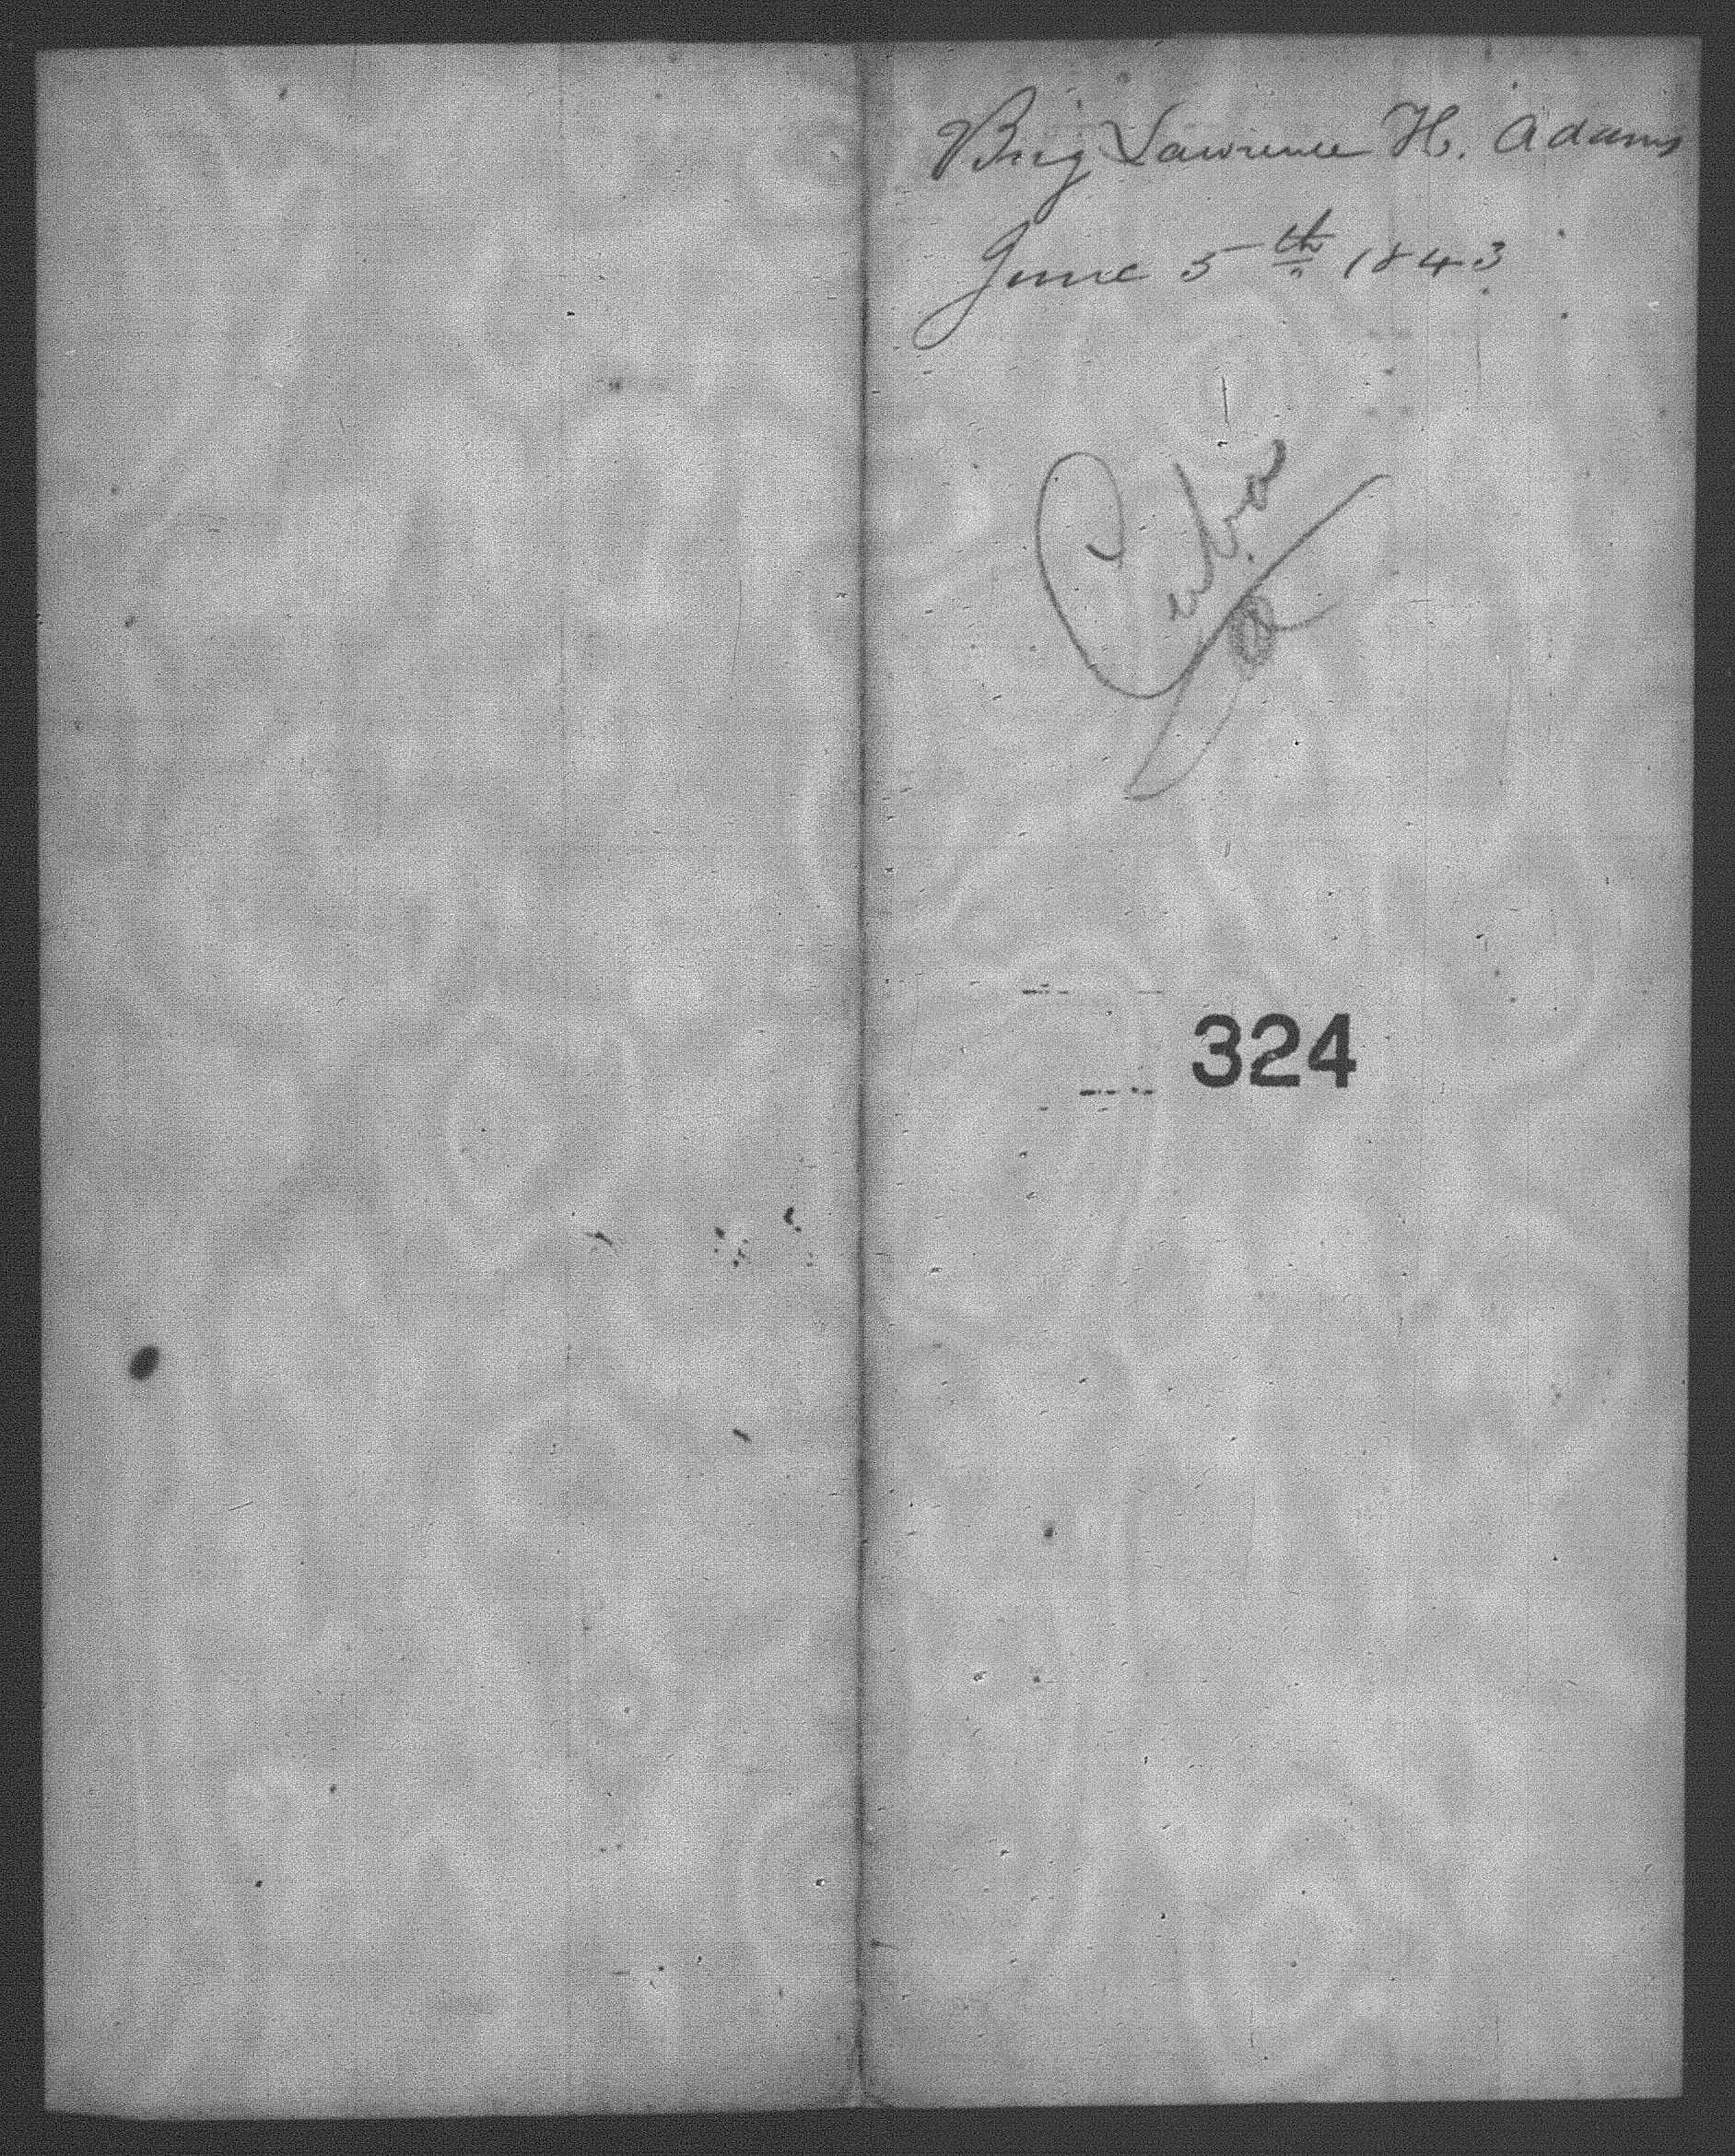 Brig Lawrence H. Adams
June 5th 1843
Cuba
324